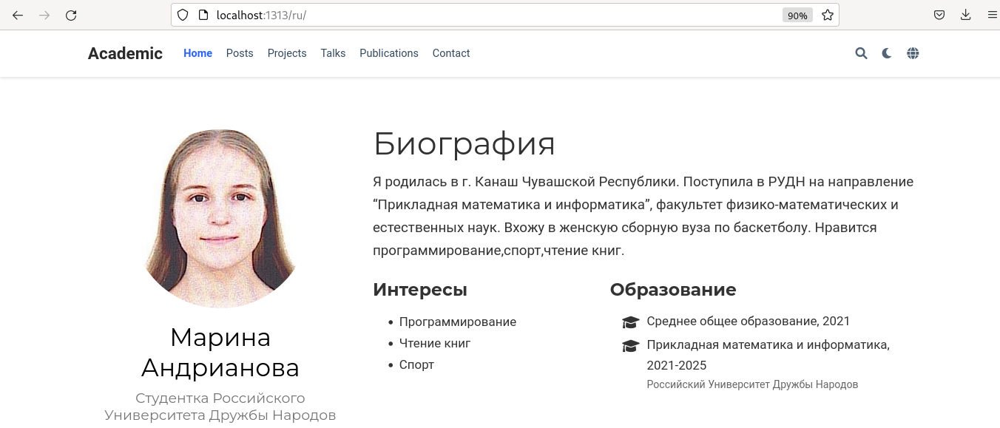 localhost:1313/ru/
90%
Academic Home Posts Projects Talks Publications Contact
Биография
Я родилась в г. Канаш Чувашской Республики. Поступила в РУДН на направление
“Прикладная математика и информатика”, факультет физико-математических и
естественных наук. Вхожу в женскую сборную вуза по баскетболу. Нравится
программирование,спорт,чтение книг.
Интересы
• Программирование
• Чтение книг
• Спорт
Образование
Среднее общее образование, 2021
Прикладная математика и информатика,
2021-2025
Российский Университет Дружбы Народов
Марина
Андрианова
Студентка Российского
Университета Дружбы Народов